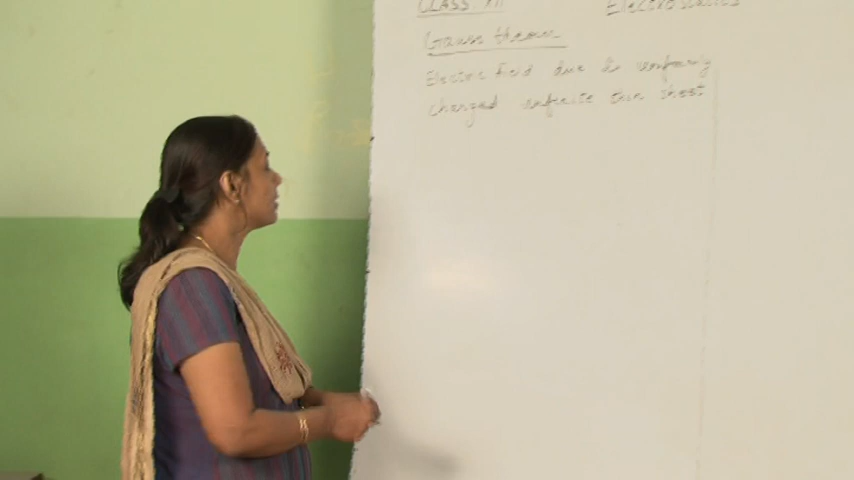 CLASS XII Electrostatics
Gauss theorem
Electric field due to uniformly
charged infinite thin sheet